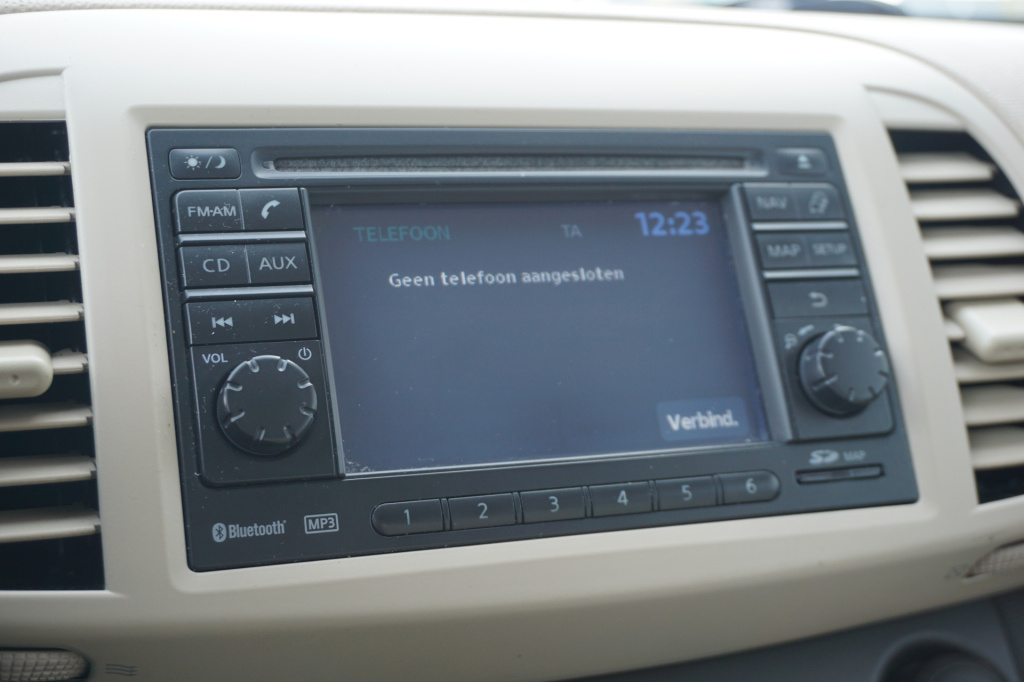 FM·AM
CD AUX
VOL
TELEFOON TA 12:23
Geen telefoon aangesloten
Verbind.
NAV
MAP SETUP
1 2 3 4 5 6
Bluetooth® MP3
SD MAP